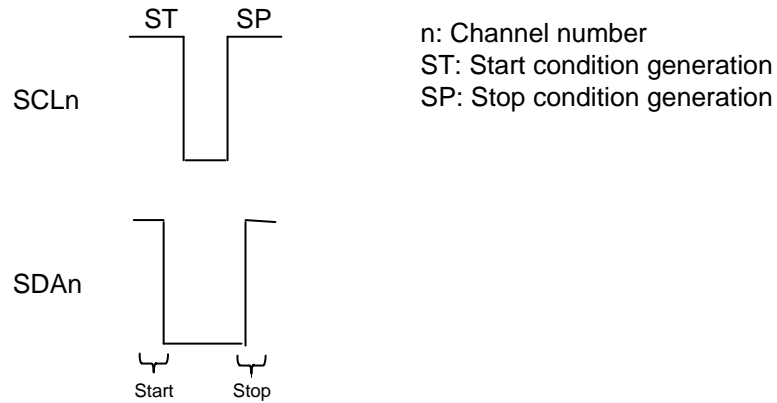 ST SP
n: Channel number
ST: Start condition generation
SP: Stop condition generation
SCLn
SDAn
Start Stop